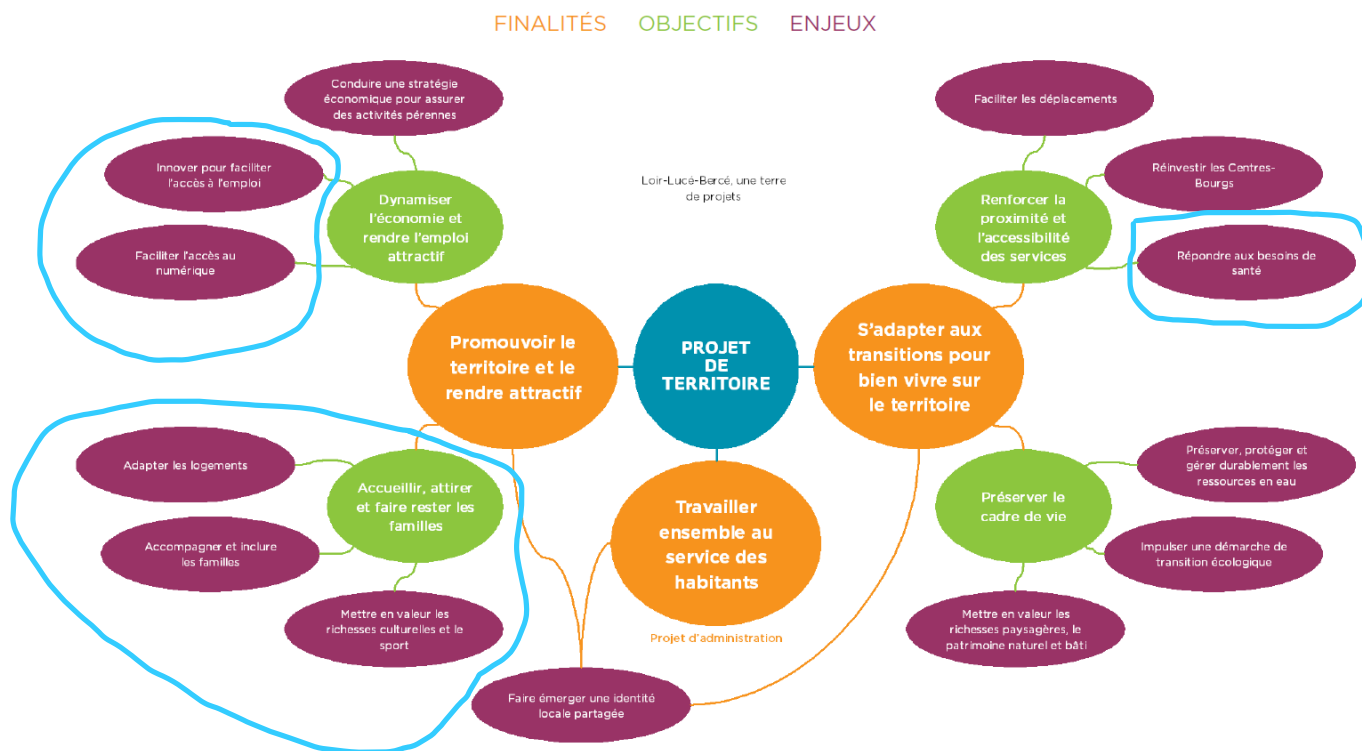 FINALITÉS OBJECTIFS ENJEUX
Conduire une stratégie
économique pour assurer
des activités pérennes
Innover pour faciliter
l'accès à l'emploi
Faciliter l'accès au
numérique
Dynamiser
l'économie et
rendre l'emploi
attractif
Loir-Lucé-Bercé, une terre
de projets
Faciliter les déplacements
Réinvestir les Centres-
Bourgs
Renforcer la
proximité et
l'accessibilité
des services
Répondre aux besoins de
santé
Promouvoir le
territoire et le
rendre attractif
PROJET
DE
TERRITOIRE
S'adapter aux
transitions pour
bien vivre sur
le territoire
Adapter les logements
Accueillir, attirer
et faire rester les
familles
Accompagner et inclure
les familles
Mettre en valeur les
richesses culturelles et le
sport
Travailler
ensemble au
service des
habitants
Projet d'administration
Faire émerger une identité
locale partagée
Préserver le
cadre de vie
Préserver, protéger et
gérer durablement les
ressources en eau
Impulser une démarche de
transition écologique
Mettre en valeur les
richesses paysagères, le
patrimoine naturel et bâti